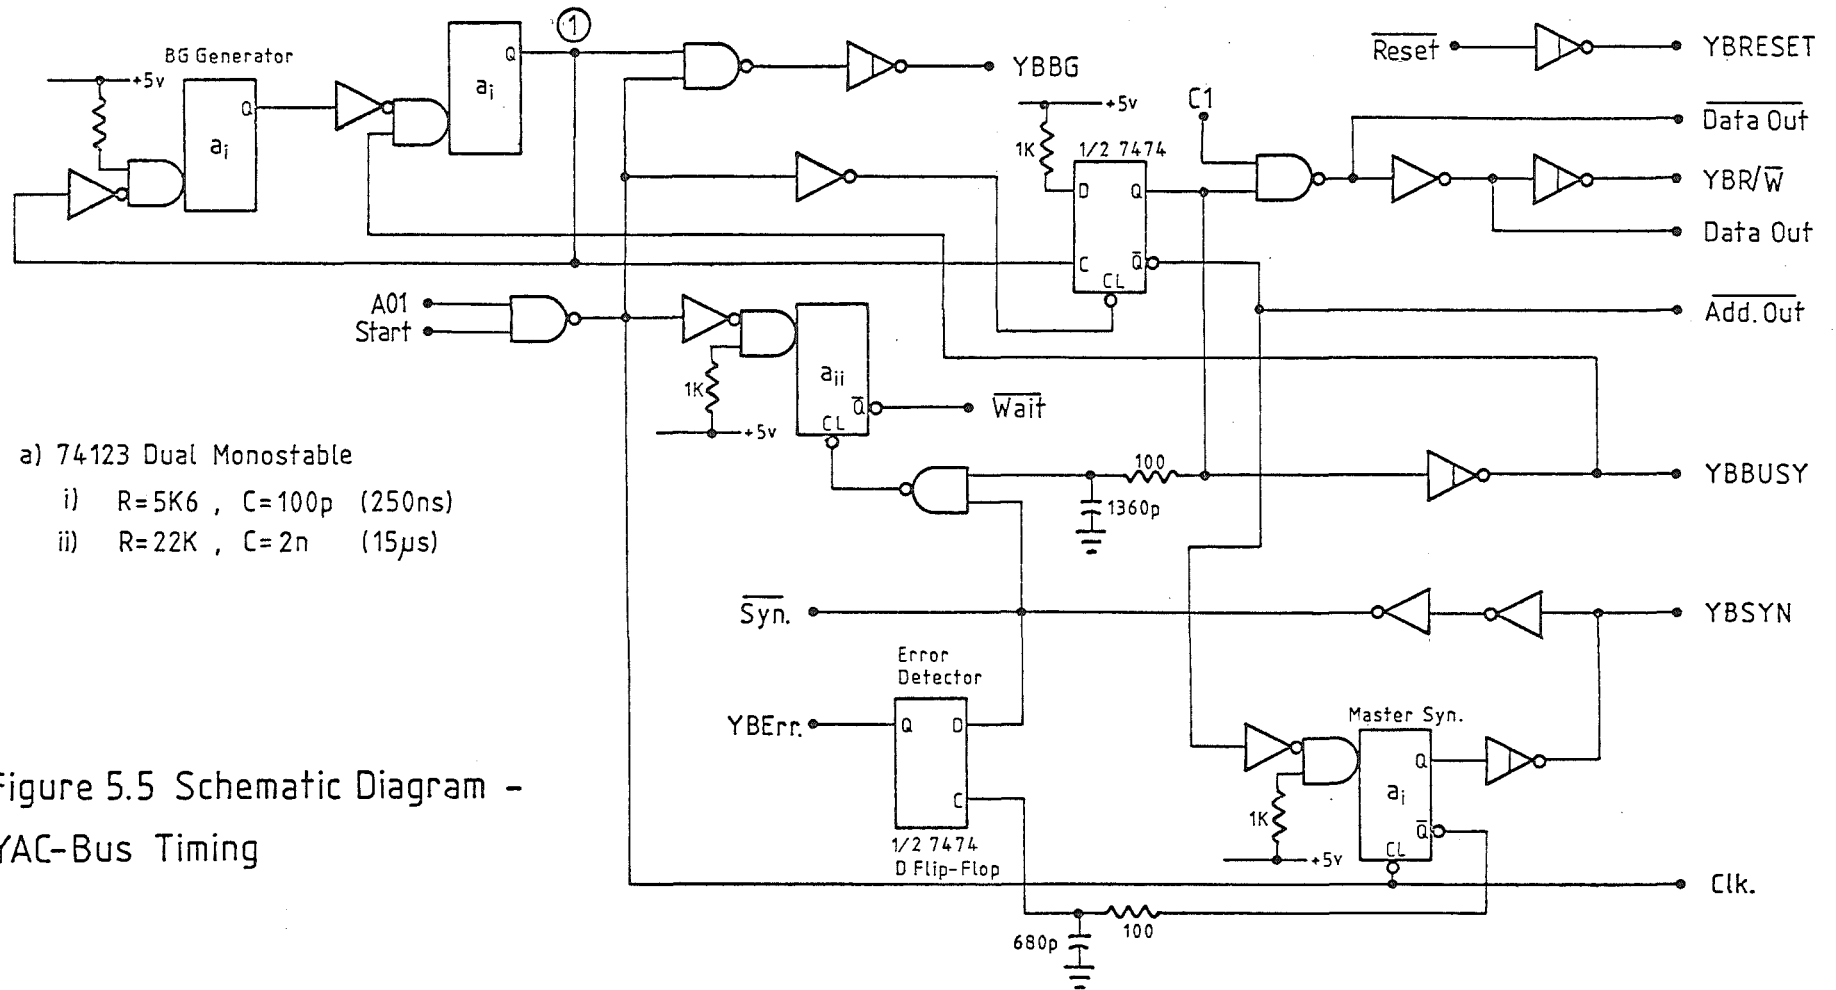 BG Generator
+5v
Q
a i
Q
a i
1
YBBG
Reset
YBRESET
+5v
1K
1/2 7474
D
Q
C
Q
CL
C1
Data Out
YBR/W
Data Out
Add. Out
A01
Start
1K
+5v
a ii
Q
CL
Wait
100
1360p
YBBUSY
a) 74123 Dual Monostable
i) R=5K6 , C=100p (250ns)
ii) R=22K , C=2n (15µs)
Syn.
YBSYN
Error
Detector
YBErr.
Q
D
C
1/2 7474
D Flip-Flop
Master Syn.
Q
a i
Q
CL
1K
+5v
Clk.
100
680p
Figure 5.5 Schematic Diagram -
YAC-Bus Timing